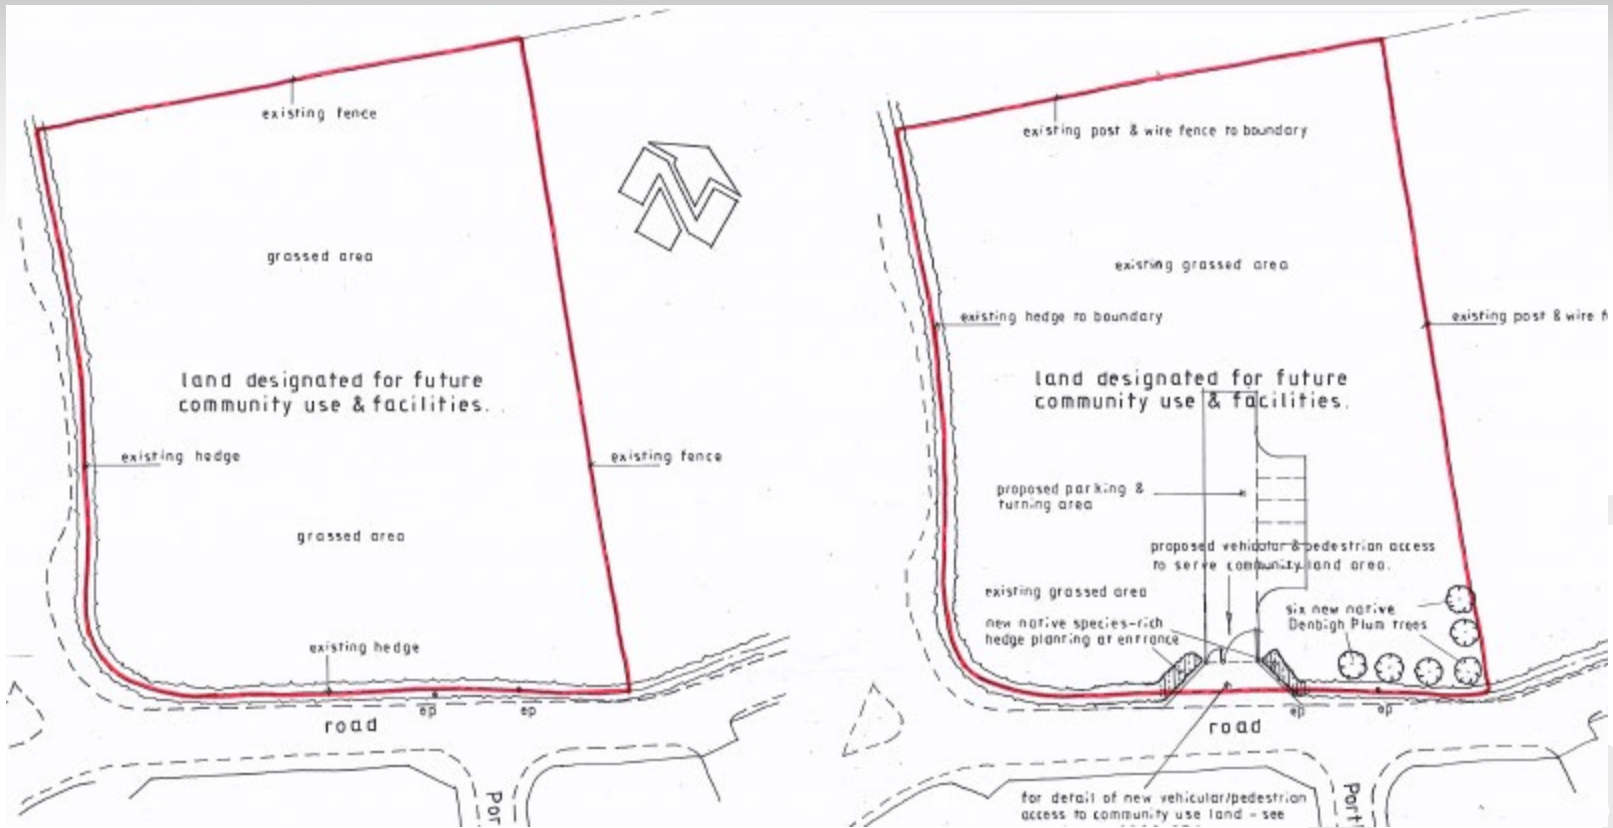 existing fence
grassed area
land designated for future
community use & facilities.
existing hedge
existing fence
grassed area
existing hedge
ep
ep
road
Por
existing post & wire fence to boundary
existing grassed area
existing hedge to boundary
existing post & wire f
land designated for future
community use & facilities.
proposed parking &
turning area
proposed vehicular & pedestrian access
to serve community land area.
existing grassed area
new native species-rich
hedge planting at entrance
six new native
Denbigh Plum trees
ep
ep
road
for detail of new vehicular/pedestrian
access to community use land - see
Port